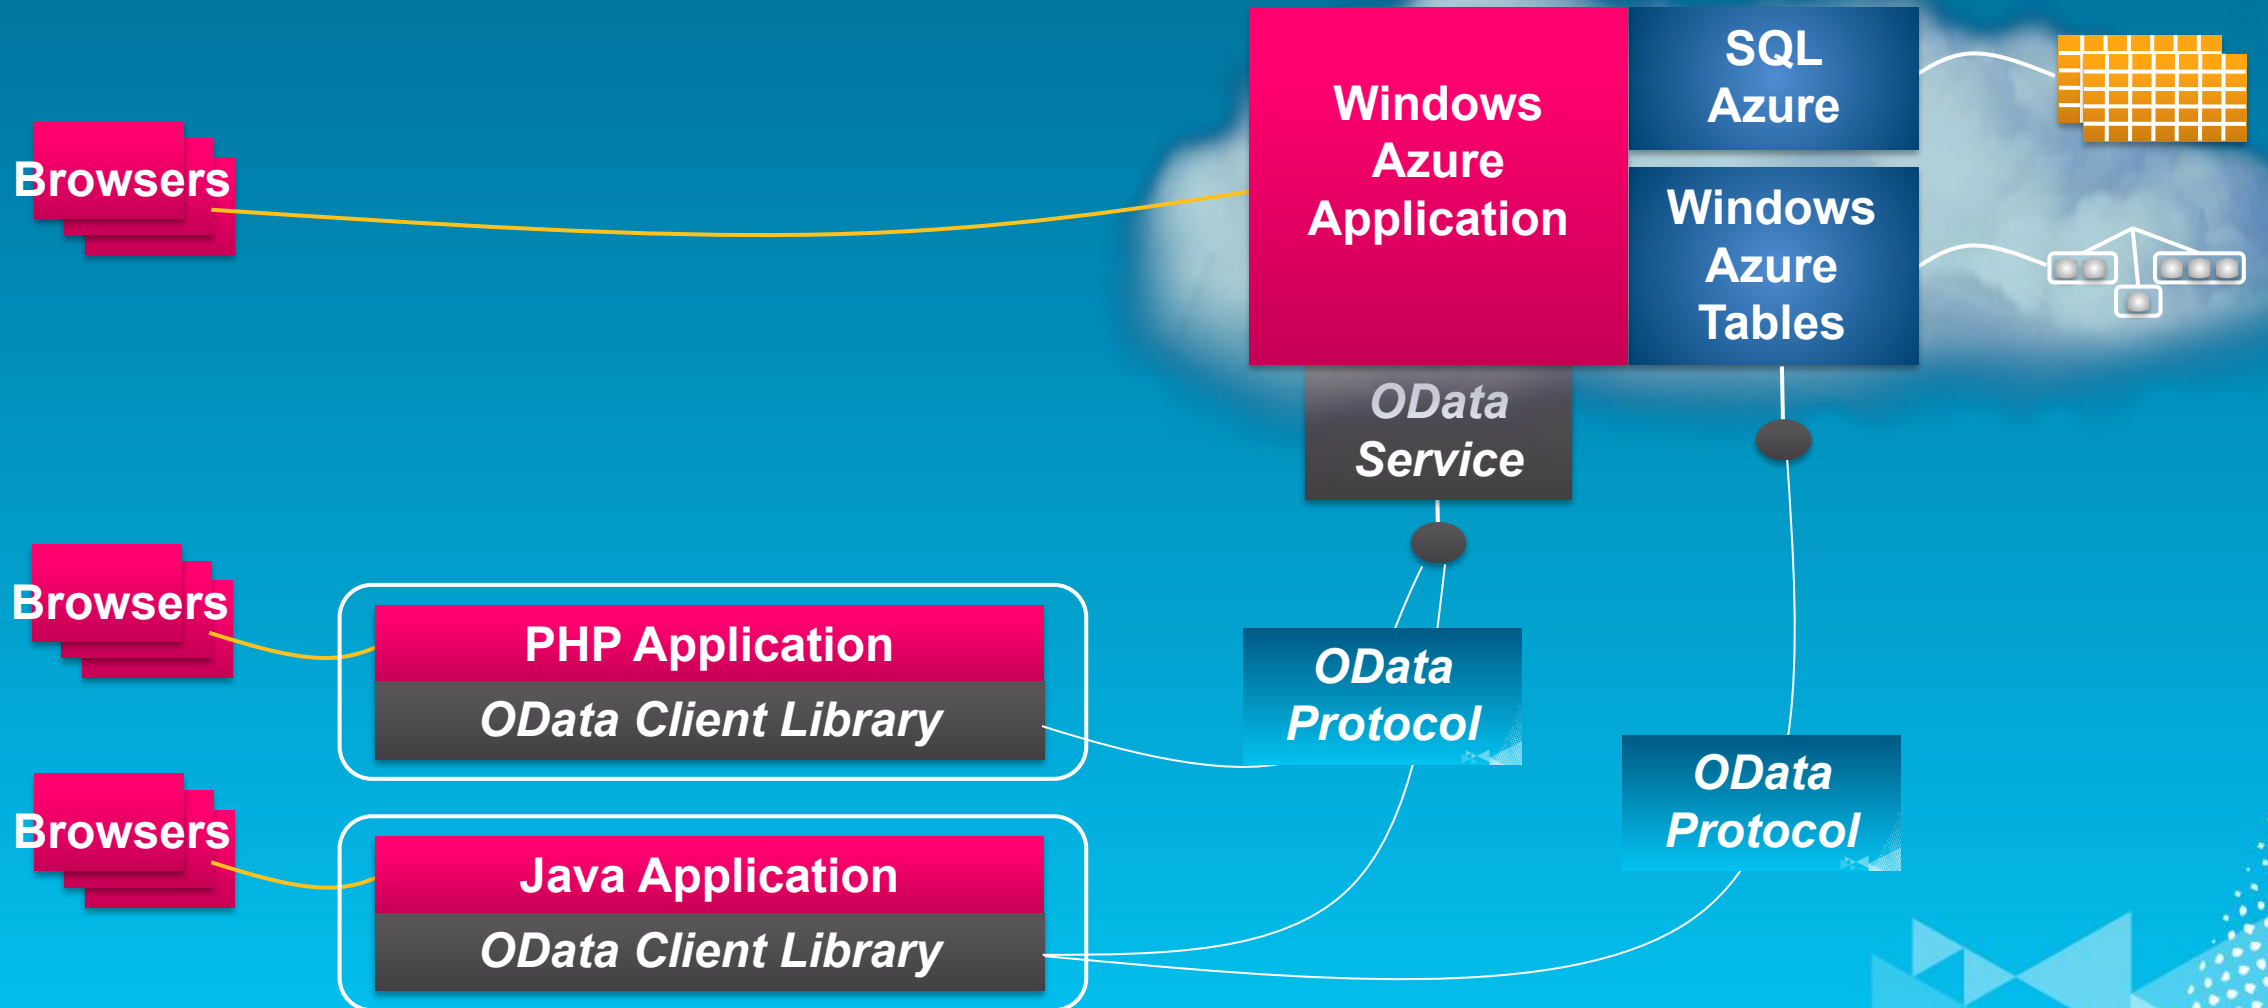 SQL
Azure
Windows
Azure
Application
Browsers
Windows
Azure
Tables
OData
Service
Browsers
PHP Application
OData Client Library
OData
Protocol
OData
Protocol
Browsers
Java Application
OData Client Library